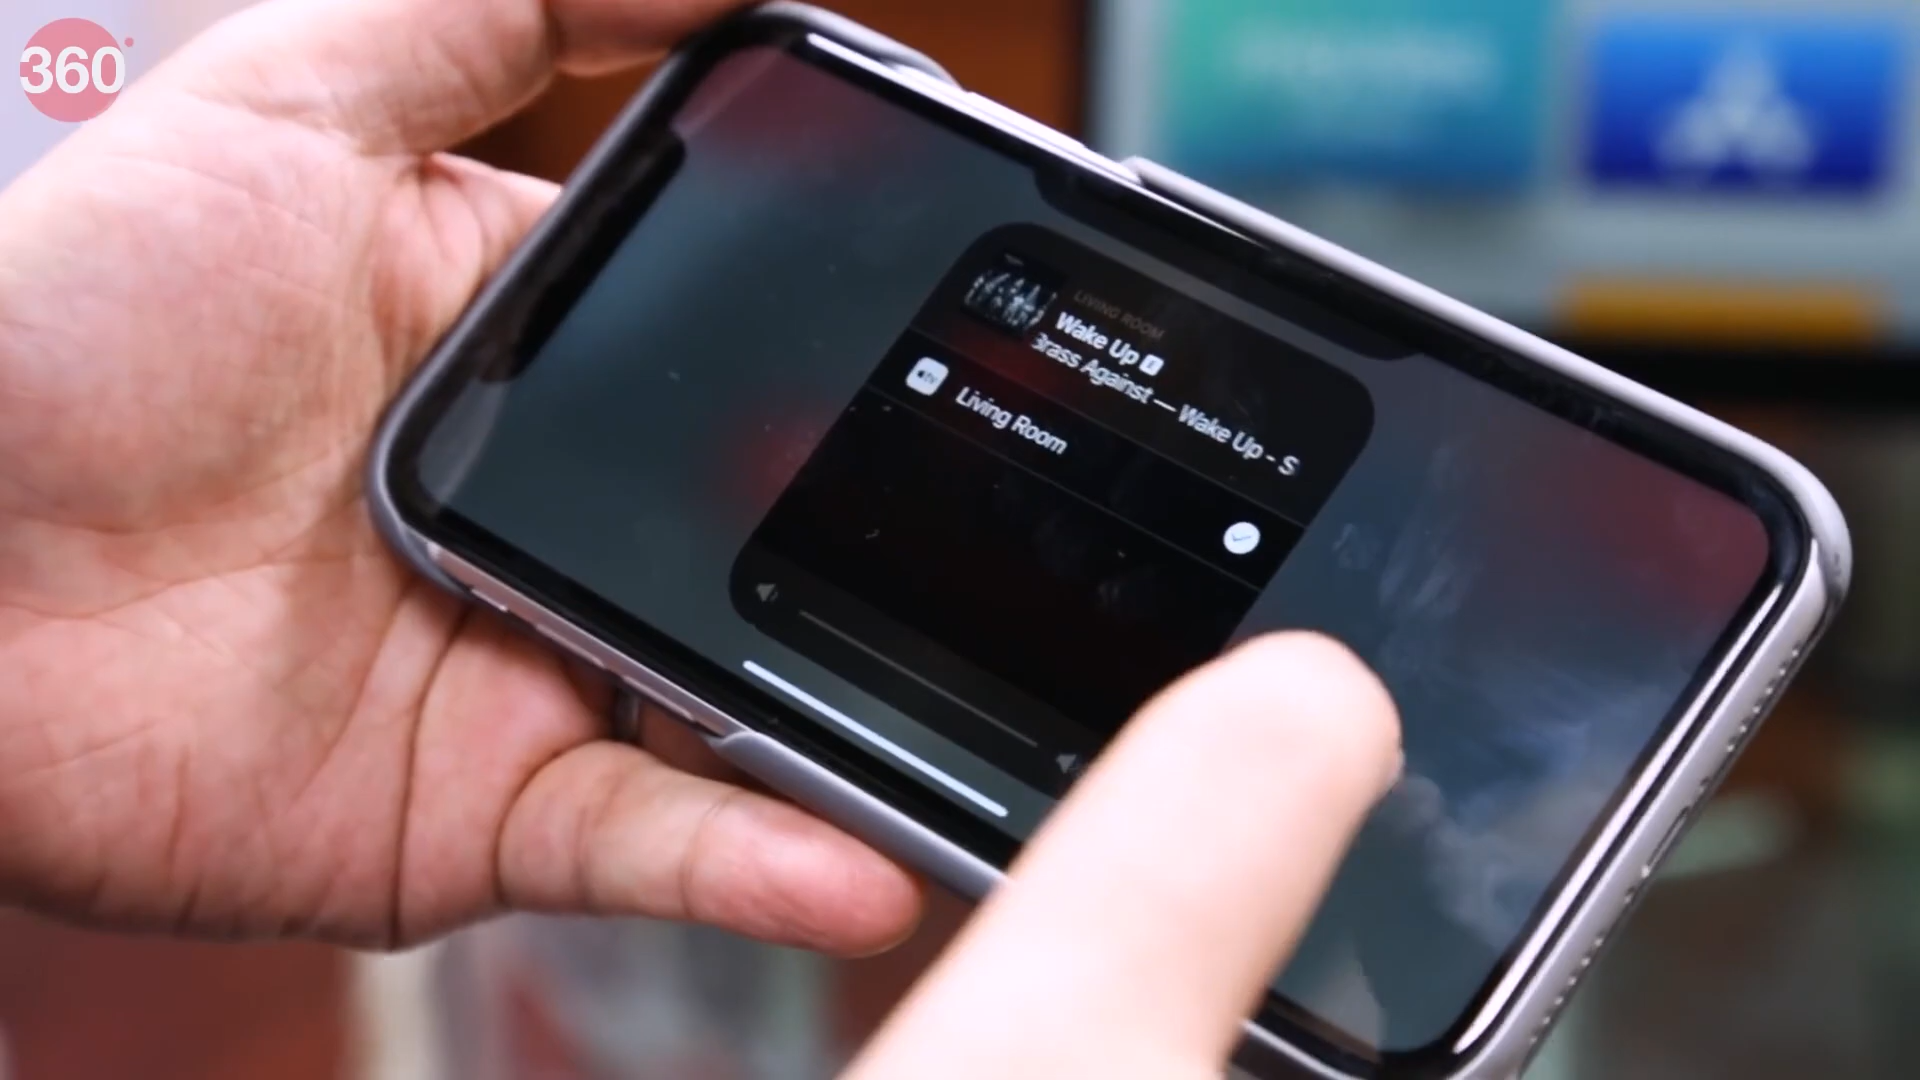 360
LIVING ROOM
Wake Up E
Brass Against — Wake Up - S
tv
Living Room